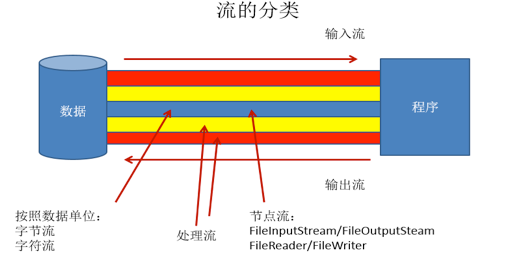 流的分类
输入流
数据
程序
输出流
按照数据单位：
字节流
字符流
处理流
节点流：
FileInputStream/FileOutputSteam
FileReader/FileWriter